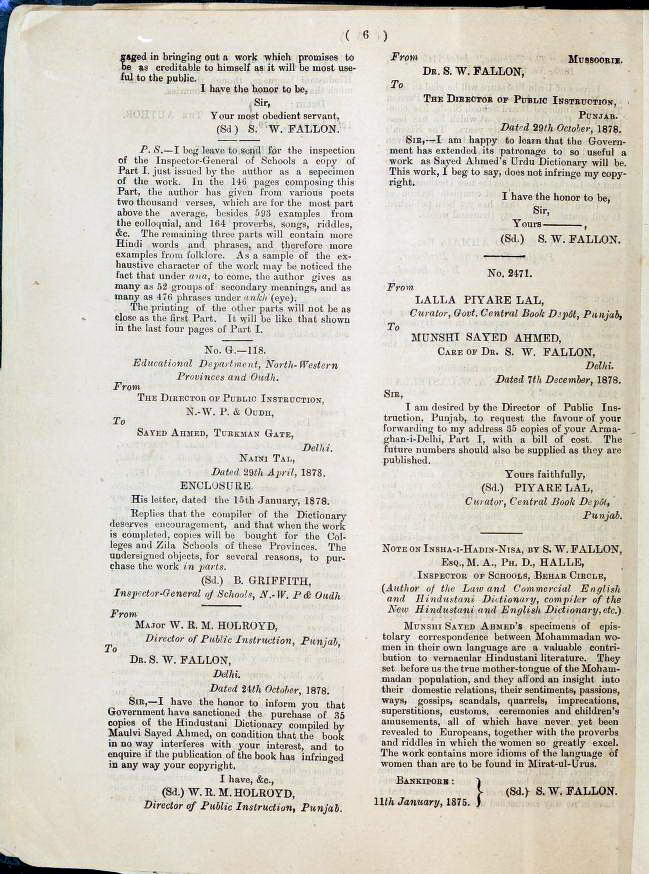 ( 6 )
gaged in bringing out a work which promises to
be as creditable to himself as it will be most use-
ful to the public.
I have the honor to be,
Sir,
Your most obedient servant,
(Sd) S. W. FALLON.
P. S.—I beg leave to send for the inspection
of the Inspector-General of Schools a copy of
Part I. just issued by the author as a sepecimen
of the work. In the 146 pages composing this
Part, the author has given from various poets
two thousand verses, which are for the most part
above the average, besides 593 examples from
the colloquial, and 164 proverbs, songs, riddles,
&c. The remaining three parts will contain more
Hindi words and phrases, and therefore more
examples from folklore. As a sample of the ex-
haustive character of the work may be noticed the
fact that under ana, to come, the author gives as
many as 52 groups of secondary meanings, and as
many as 476 phrases under ankh (eye).
The printing of the other parts will not be as
close as the first Part. It will be like that shown
in the last four pages of Part I.
No. G.—118.
Educational Department, North-Western
Provinces and Oudh.
From
THE DIRECTOR OF PUBLIC INSTRUCTION,
N.-W. P. & OUDH,
To
SAYED AHMED, TURKMAN GATE,
Delhi.
NAINI TAL,
Dated 29th April, 1878.
ENCLOSURE.
His letter, dated the 15th January, 1878.
Replies that the compiler of the Dictionary
deserves encouragement, and that when the work
is completed, copies will be bought for the Col-
leges and Zila Schools of these Provinces. The
undersigned objects, for several reasons, to pur-
chase the work in parts.
(Sd.) B. GRIFFITH,
Inspector-General of Schools, N.-W. P & Oudh
From
MAJOR W. R. M. HOLROYD,
Director of Public Instruction, Punjab,
To
DR. S. W. FALLON,
Delhi.
Dated 24th October, 1878.
SIR,—I have the honor to inform you that
Government have sanctioned the purchase of 35
copies of the Hindustani Dictionary compiled by
Maulvi Sayed Ahmed, on condition that the book
in no way interferes with your interest, and to
enquire if the publication of the book has infringed
in any way your copyright.
I have, &c.,
(Sd.) W. R. M. HOLROYD,
Director of Public Instruction, Punjab.
From
MUSSOORIE.
DR. S. W. FALLON,
To
THE DIRECTOR OF PUBLIC INSTRUCTION,
PUNJAB.
Dated 29th October, 1878.
SIR,—I am happy to learn that the Govern-
ment has extended its patronage to so useful a
work as Sayed Ahmed's Urdu Dictionary will be.
This work, I beg to say, does not infringe my copy-
right.
I have the honor to be,
Sir,
Yours———,
(Sd.) S. W. FALLON.
No. 2471.
From
LALLA PIYARE LAL,
Curator, Govt. Central Book Depôt, Punjab,
To
MUNSHI SAYED AHMED,
CARE OF DR. S. W. FALLON,
Delhi.
Dated 7th December, 1878.
SIR,
I am desired by the Director of Public Ins-
truction, Punjab, to request the favour of your
forwarding to my address 35 copies of your Arma-
ghan-i-Delhi, Part I, with a bill of cost. The
future numbers should also be supplied as they are
published.
Yours faithfully,
(Sd.) PIYARE LAL,
Curator, Central Book Depôt,
Punjab.
NOTE ON INSHA-I-HADIN-NISA, BY S. W. FALLON,
ESQ., M. A., PH. D., HALLE,
INSPECTOR OF SCHOOLS, BEHAR CIRCLE,
(Author of the Law and Commercial English
and Hindustani Dictionary, compiler of the
New Hindustani and English Dictionary, etc.)
MUNSHI SAYED AHMED's specimens of epis-
tolary correspondence between Mohammadan wo-
men in their own language are a valuable contri-
bution to vernacular Hindustani literature. They
set before us the true mother-tongue of the Moham-
madan population, and they afford an insight into
their domestic relations, their sentiments, passions,
ways, gossips, scandals, quarrels, imprecations,
superstitions, customs, ceremonies and children's
amusements, all of which have never yet been
revealed to Europeans, together with the proverbs
and riddles in which the women so greatly excel.
The work contains more idioms of the language of
women than are to be found in Mirat-ul-Urus.
BANKIPORE :
11th January, 1875. } (Sd.) S. W. FALLON.